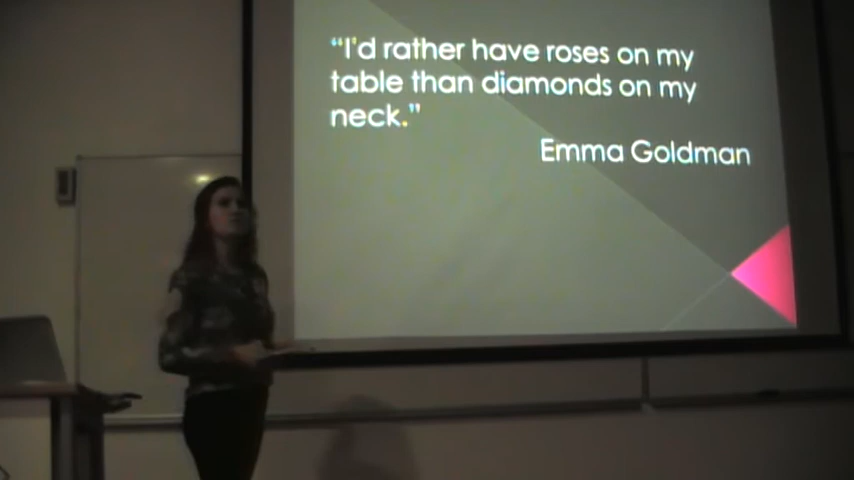 “I'd rather have roses on my
table than diamonds on my
neck.”
Emma Goldman